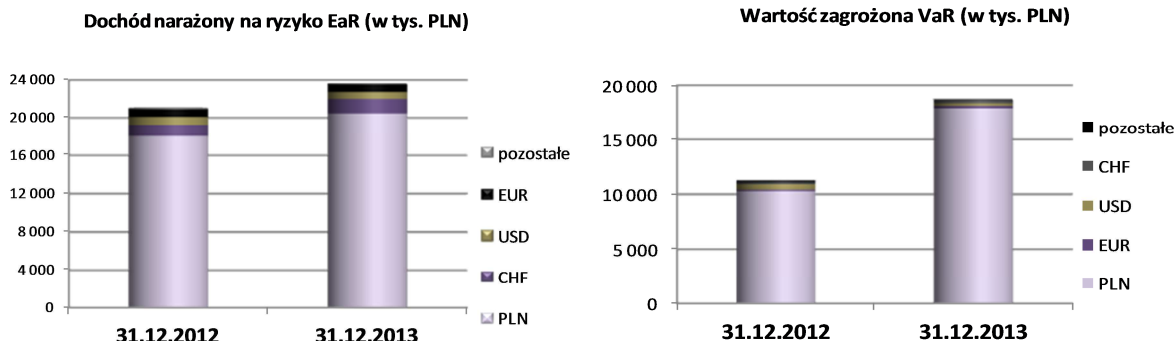 Dochód narażony na ryzyko EaR (w tys. PLN)
24 000
20 000
16 000
12 000
8 000
4 000
0
31.12.2012
31.12.2013
pozostałe
EUR
USD
CHF
PLN
Wartość zagrożona VaR (w tys. PLN)
20 000
15 000
10 000
5 000
0
31.12.2012
31.12.2013
pozostałe
CHF
USD
EUR
PLN